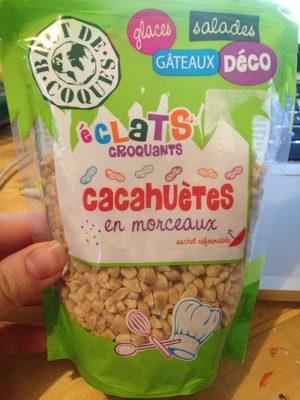 BRUT DE
COQUES
glaces
salades
GÂTEAUX
DÉCO
éCLATS
CROQUANTS
cacahuètes
en morceaux
sachet refermable